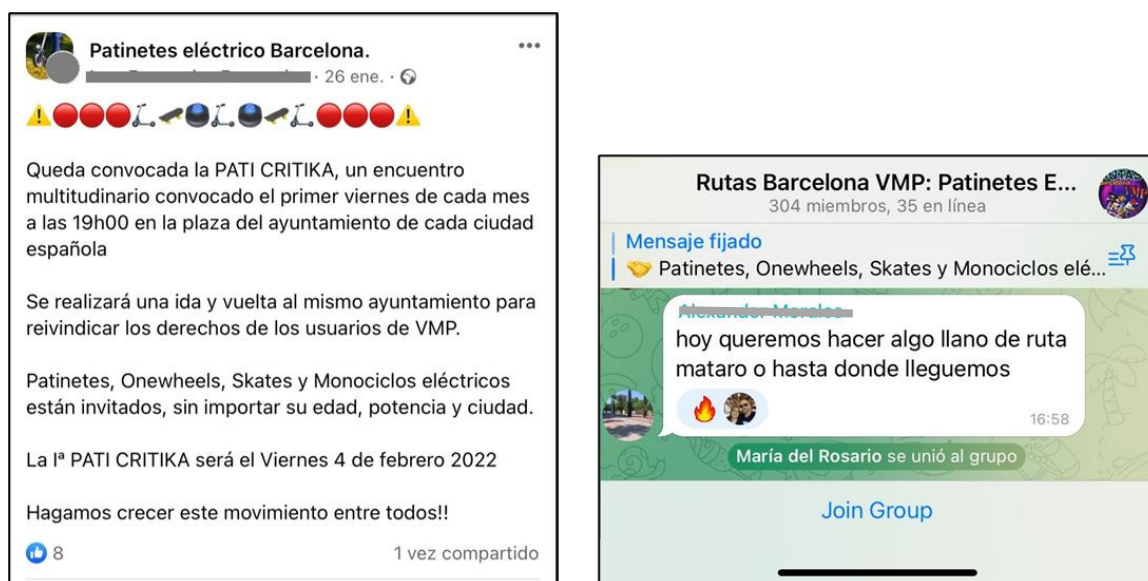 Patinetes eléctrico Barcelona.
· 26 ene. ·
Queda convocada la PATI CRITIKA, un encuentro
multitudinario convocado el primer viernes de cada mes
a las 19h00 en la plaza del ayuntamiento de cada ciudad
española
Se realizará una ida y vuelta al mismo ayuntamiento para
reivindicar los derechos de los usuarios de VMP.
Patinetes, Onewheels, Skates y Monociclos eléctricos
están invitados, sin importar su edad, potencia y ciudad.
La Iª PATI CRITIKA será el Viernes 4 de febrero 2022
Hagamos crecer este movimiento entre todos!!
8
1 vez compartido
Rutas Barcelona VMP: Patinetes E...
304 miembros, 35 en línea
Mensaje fijado
Patinetes, Onewheels, Skates y Monociclos elé...
hoy queremos hacer algo llano de ruta
mataro o hasta donde lleguemos
16:58
María del Rosario se unió al grupo
Join Group